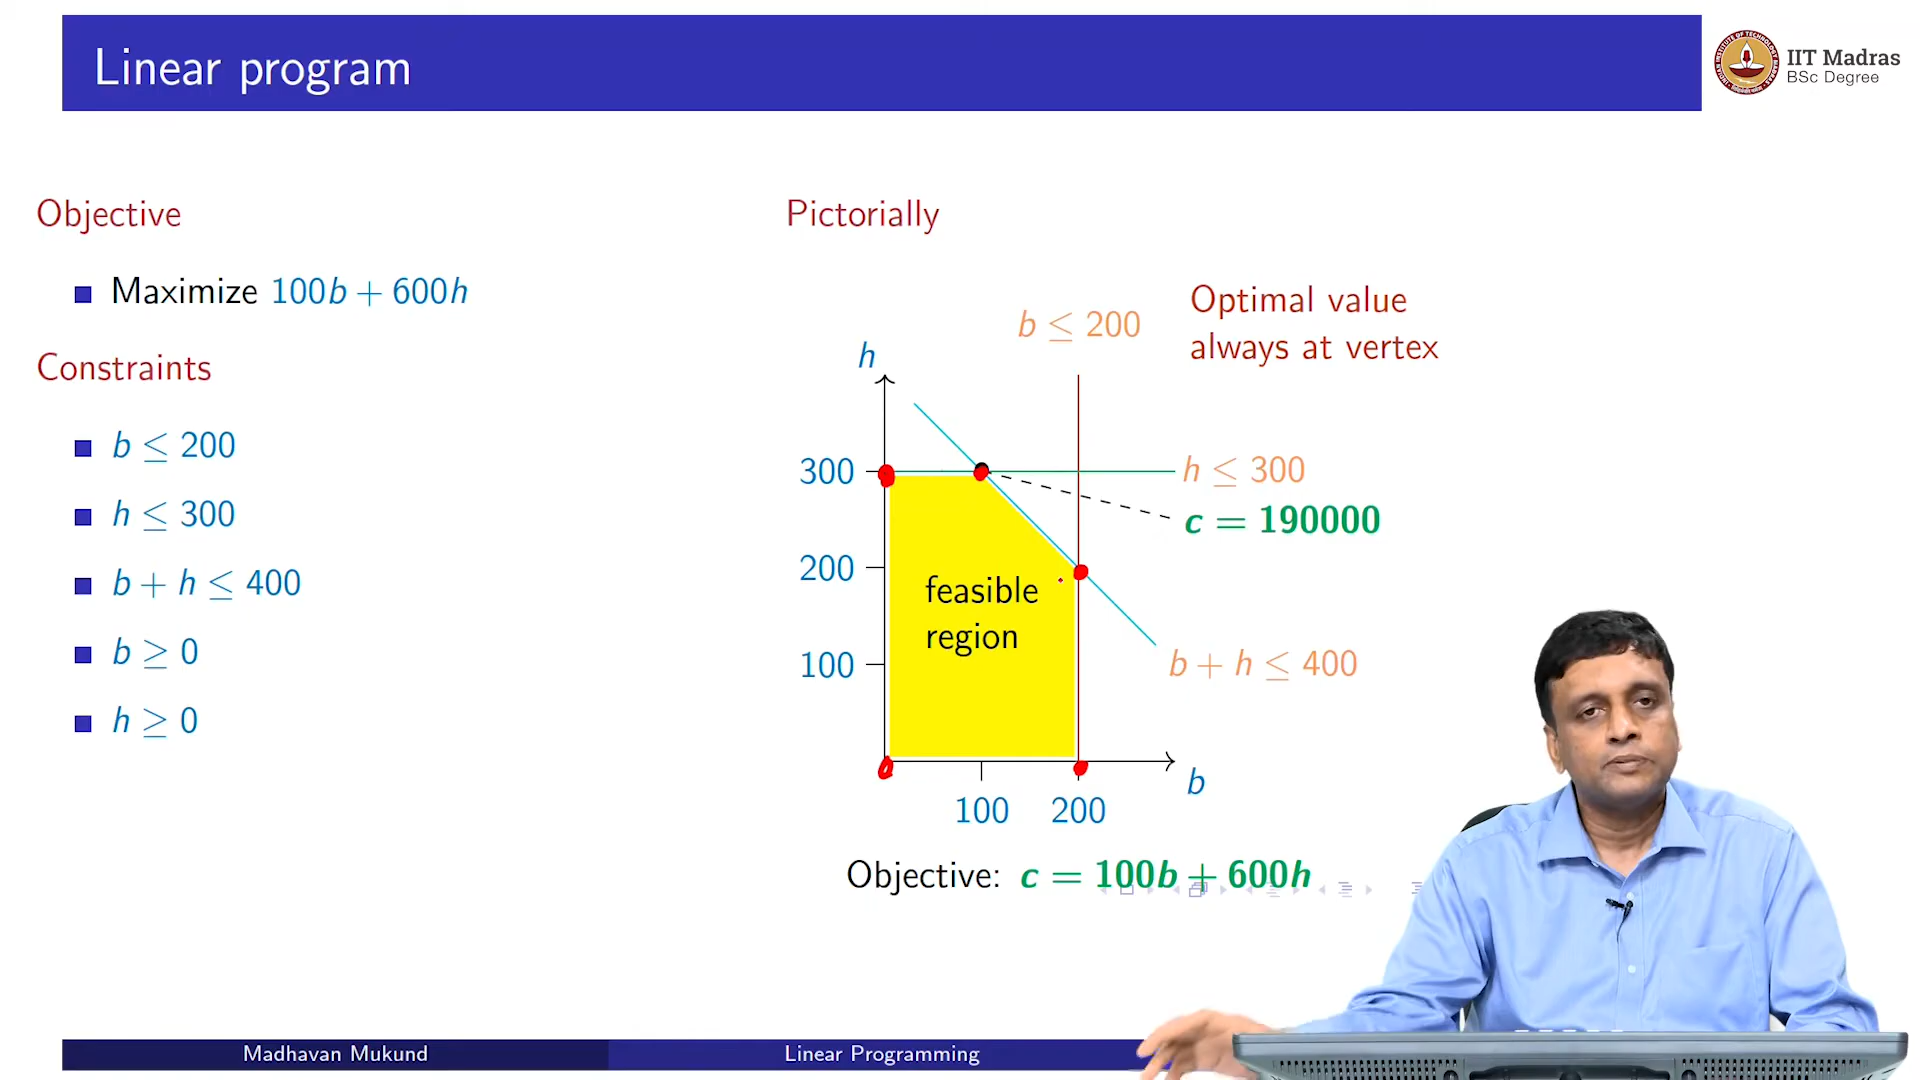 Linear program
IIT Madras
BSc Degree
Objective
Maximize 100b + 600h
Constraints
b ≤ 200
h ≤ 300
b + h ≤ 400
b ≥ 0
h ≥ 0
Pictorially
Optimal value
always at vertex
b ≤ 200
h
300
h ≤ 300
c = 190000
200
feasible
region
100
b + h ≤ 400
b
100 200
Objective: c = 100b + 600h
Madhavan Mukund
Linear Programming